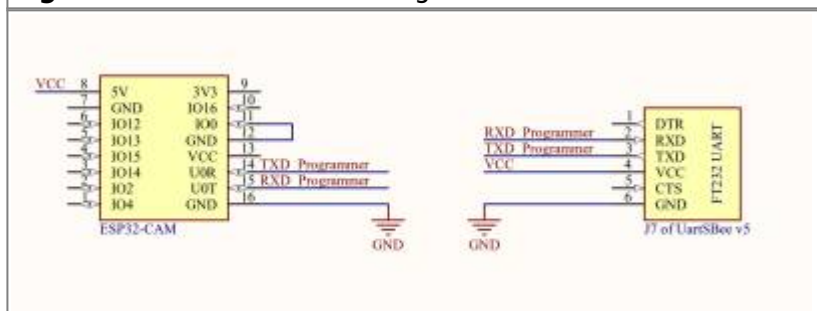 VCC 8 5V 3V3 9
7 GND IO16 10
6 IO12 IO0 11
5 IO13 GND 12
4 IO15 VCC 13
3 IO14 U0R 14 TXD Programmer
2 IO2 U0T 15 RXD Programmer
1 IO4 GND 16
ESP32-CAM
GND
1 DTR
RXD Programmer 2 RXD
TXD Programmer 3 TXD
VCC 4 VCC
5 CTS
6 GND
FT232 UART
GND
J7 of UartSBee v5